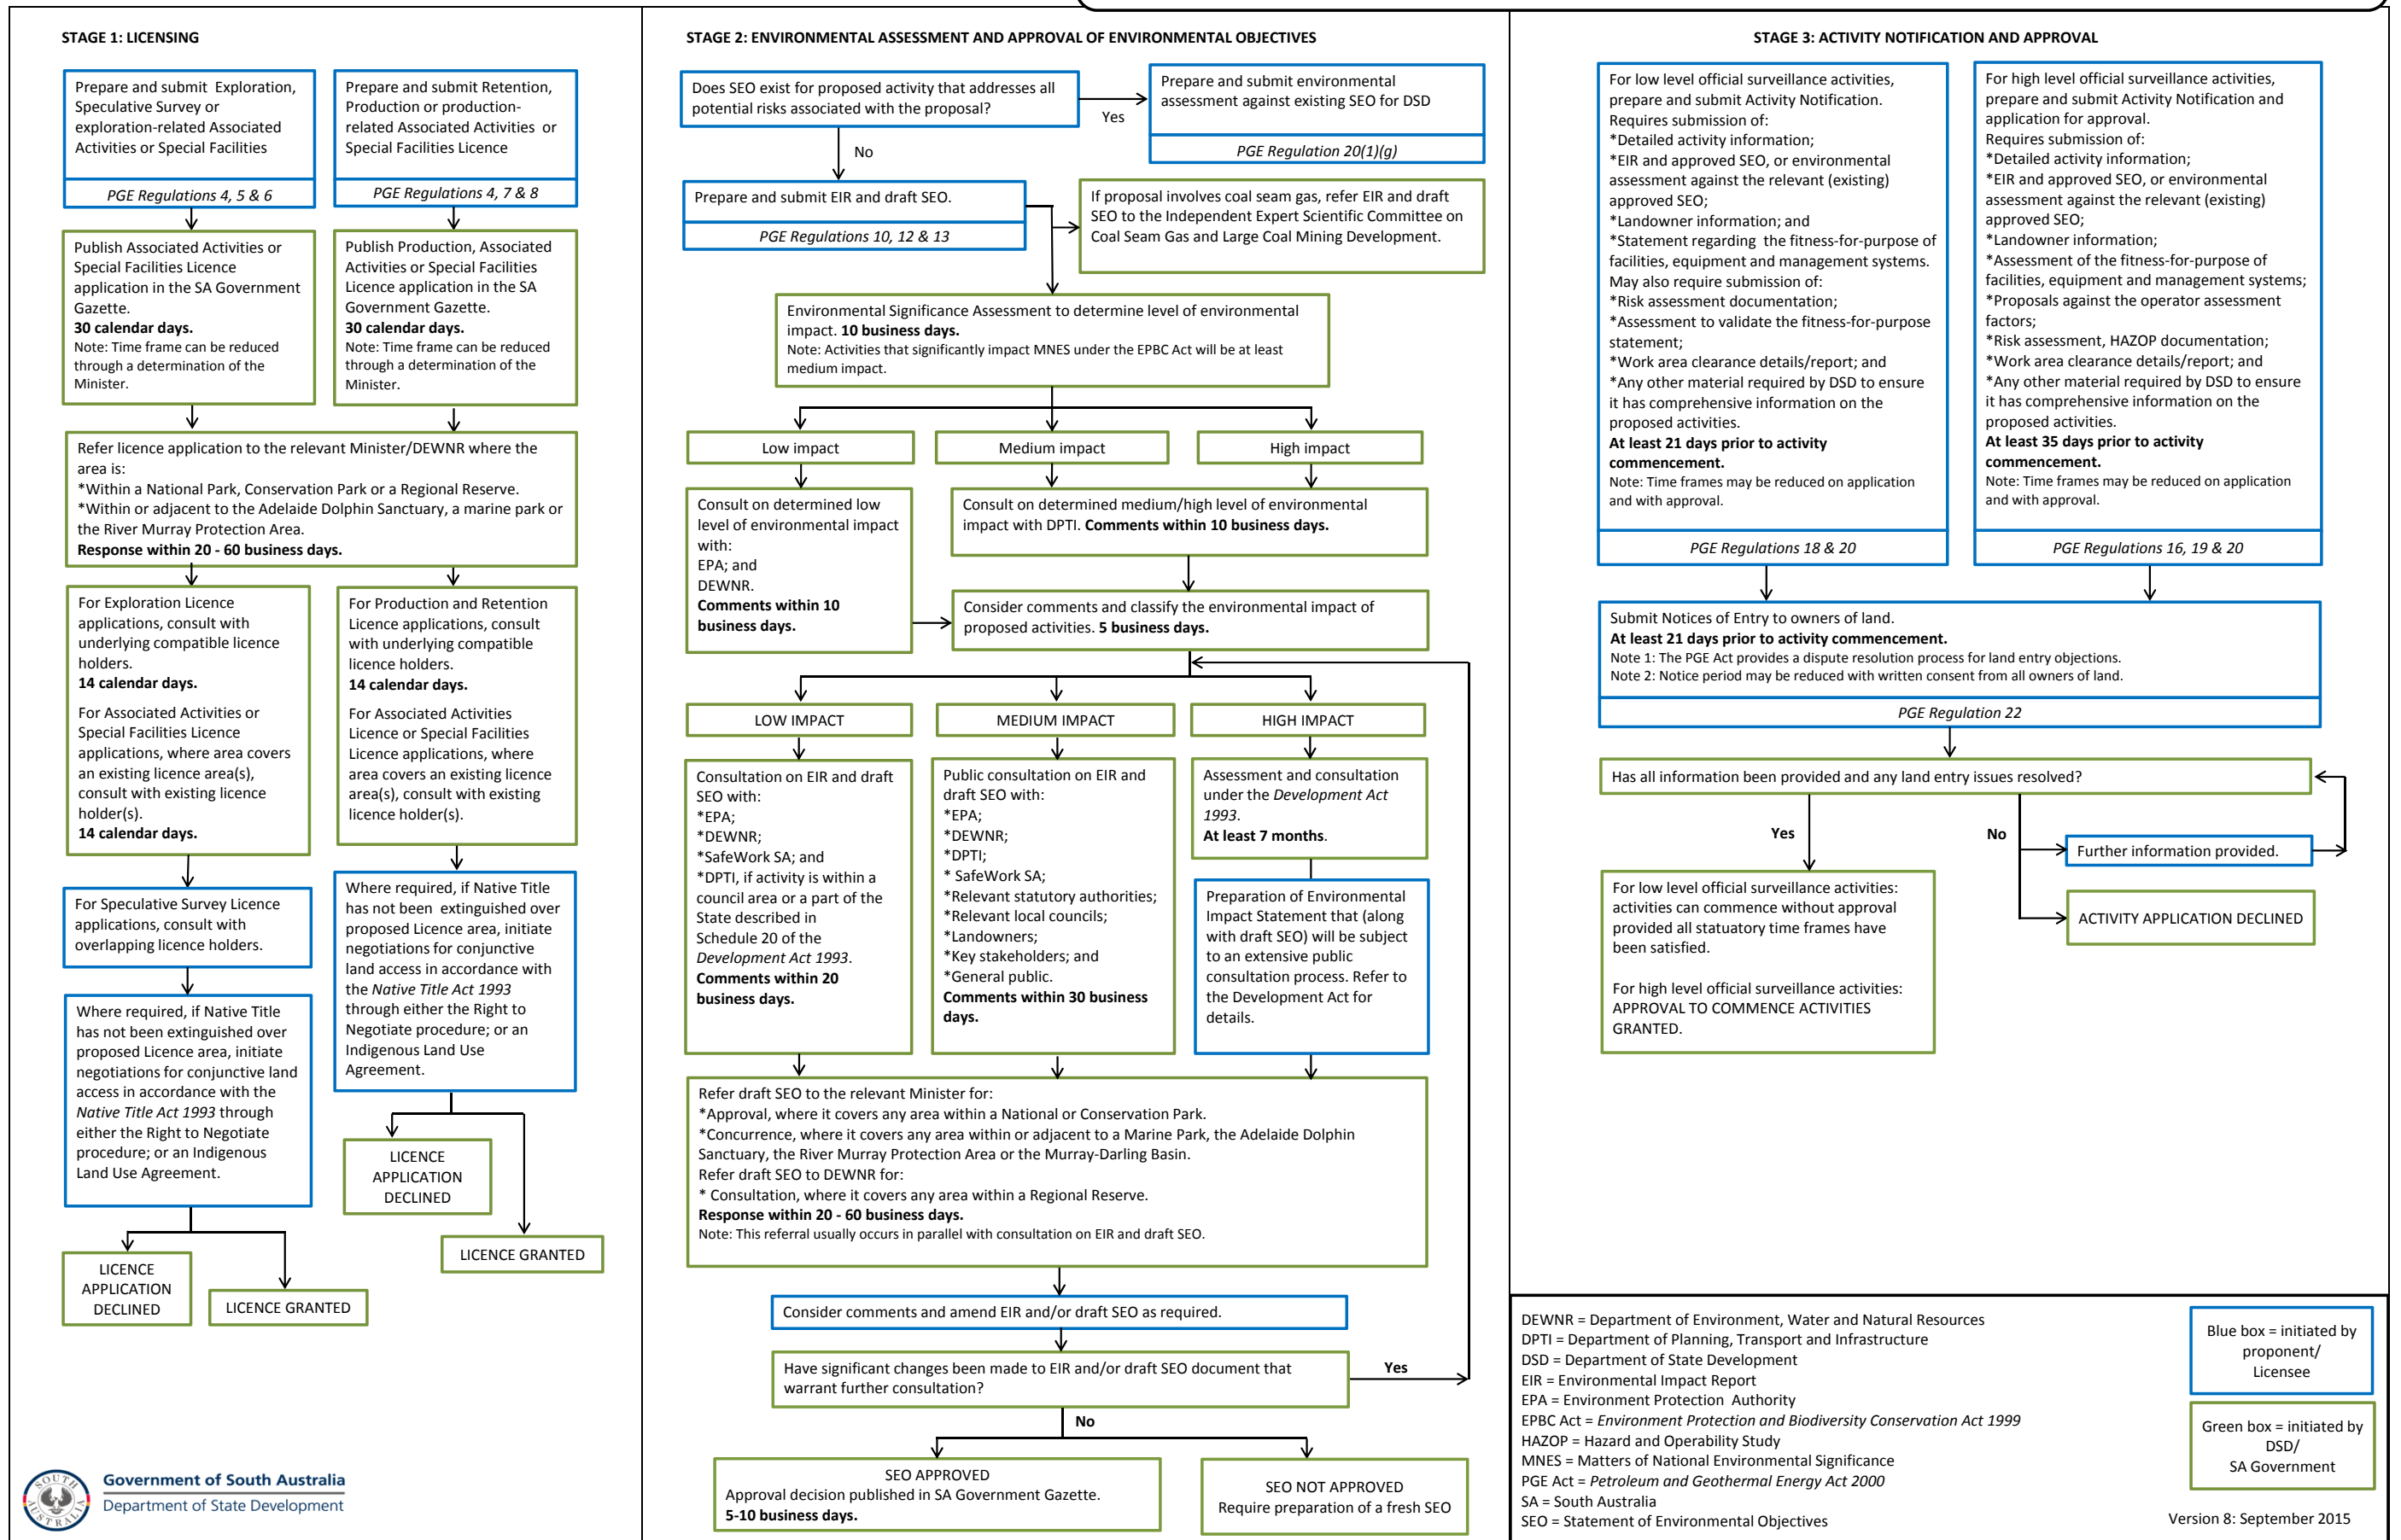 STAGE 1: LICENSING
Prepare and submit Exploration,
Speculative Survey or
exploration-related Associated
Activities or Special Facilities
PGE Regulations 4, 5 & 6
Prepare and submit Retention,
Production or production-
related Associated Activities or
Special Facilities Licence
PGE Regulations 4, 7 & 8
Publish Associated Activities or
Special Facilities Licence
application in the SA Government
Gazette.
30 calendar days.
Note: Time frame can be reduced
through a determination of the
Minister.
Publish Production, Associated
Activities or Special Facilities
Licence application in the SA
Government Gazette.
30 calendar days.
Note: Time frame can be reduced
through a determination of the
Minister.
Refer licence application to the relevant Minister/DEWNR where the
area is:
*Within a National Park, Conservation Park or a Regional Reserve.
*Within or adjacent to the Adelaide Dolphin Sanctuary, a marine park or
the River Murray Protection Area.
Response within 20 - 60 business days.
For Exploration Licence
applications, consult with
underlying compatible licence
holders.
14 calendar days.
For Associated Activities or
Special Facilities Licence
applications, where area covers
an existing licence area(s),
consult with existing licence
holder(s).
14 calendar days.
For Production and Retention
Licence applications, consult
with underlying compatible
licence holders.
14 calendar days.
For Associated Activities
Licence or Special Facilities
Licence applications, where
area covers an existing licence
area(s), consult with existing
licence holder(s).
For Speculative Survey Licence
applications, consult with
overlapping licence holders.
Where required, if Native Title
has not been extinguished over
proposed Licence area, initiate
negotiations for conjunctive
land access in accordance with
the Native Title Act 1993
through either the Right to
Negotiate procedure; or an
Indigenous Land Use
Agreement.
Where required, if Native Title
has not been extinguished over
proposed Licence area, initiate
negotiations for conjunctive land
access in accordance with the
Native Title Act 1993 through
either the Right to Negotiate
procedure; or an Indigenous
Land Use Agreement.
LICENCE
APPLICATION
DECLINED
LICENCE GRANTED
LICENCE
APPLICATION
DECLINED
LICENCE GRANTED
SOUTH AUSTRALIA
Government of South Australia
Department of State Development
STAGE 2: ENVIRONMENTAL ASSESSMENT AND APPROVAL OF ENVIRONMENTAL OBJECTIVES
Does SEO exist for proposed activity that addresses all
potential risks associated with the proposal?
Yes
Prepare and submit environmental
assessment against existing SEO for DSD
PGE Regulation 20(1)(g)
No
Prepare and submit EIR and draft SEO.
PGE Regulations 10, 12 & 13
If proposal involves coal seam gas, refer EIR and draft
SEO to the Independent Expert Scientific Committee on
Coal Seam Gas and Large Coal Mining Development.
Environmental Significance Assessment to determine level of environmental
impact. 10 business days.
Note: Activities that significantly impact MNES under the EPBC Act will be at least
medium impact.
Low impact
Medium impact
High impact
Consult on determined low
level of environmental impact
with:
EPA; and
DEWNR.
Comments within 10
business days.
Consult on determined medium/high level of environmental
impact with DPTI. Comments within 10 business days.
Consider comments and classify the environmental impact of
proposed activities. 5 business days.
LOW IMPACT
MEDIUM IMPACT
HIGH IMPACT
Consultation on EIR and draft
SEO with:
*EPA;
*DEWNR;
*SafeWork SA; and
*DPTI, if activity is within a
council area or a part of the
State described in
Schedule 20 of the
Development Act 1993.
Comments within 20
business days.
Public consultation on EIR and
draft SEO with:
*EPA;
*DEWNR;
*DPTI;
* SafeWork SA;
*Relevant statutory authorities;
*Relevant local councils;
*Landowners;
*Key stakeholders; and
*General public.
Comments within 30 business
days.
Assessment and consultation
under the Development Act
1993.
At least 7 months.
Preparation of Environmental
Impact Statement that (along
with draft SEO) will be subject
to an extensive public
consultation process. Refer to
the Development Act for
details.
Refer draft SEO to the relevant Minister for:
*Approval, where it covers any area within a National or Conservation Park.
*Concurrence, where it covers any area within or adjacent to a Marine Park, the Adelaide Dolphin
Sanctuary, the River Murray Protection Area or the Murray-Darling Basin.
Refer draft SEO to DEWNR for:
* Consultation, where it covers any area within a Regional Reserve.
Response within 20 - 60 business days.
Note: This referral usually occurs in parallel with consultation on EIR and draft SEO.
Consider comments and amend EIR and/or draft SEO as required.
Have significant changes been made to EIR and/or draft SEO document that
warrant further consultation?
Yes
No
SEO APPROVED
Approval decision published in SA Government Gazette.
5-10 business days.
SEO NOT APPROVED
Require preparation of a fresh SEO
STAGE 3: ACTIVITY NOTIFICATION AND APPROVAL
For low level official surveillance activities,
prepare and submit Activity Notification.
Requires submission of:
*Detailed activity information;
*EIR and approved SEO, or environmental
assessment against the relevant (existing)
approved SEO;
*Landowner information; and
*Statement regarding the fitness-for-purpose of
facilities, equipment and management systems.
May also require submission of:
*Risk assessment documentation;
*Assessment to validate the fitness-for-purpose
statement;
*Work area clearance details/report; and
*Any other material required by DSD to ensure
it has comprehensive information on the
proposed activities.
At least 21 days prior to activity
commencement.
Note: Time frames may be reduced on application
and with approval.
PGE Regulations 18 & 20
For high level official surveillance activities,
prepare and submit Activity Notification and
application for approval.
Requires submission of:
*Detailed activity information;
*EIR and approved SEO, or environmental
assessment against the relevant (existing)
approved SEO;
*Landowner information;
*Assessment of the fitness-for-purpose of
facilities, equipment and management systems;
*Proposals against the operator assessment
factors;
*Risk assessment, HAZOP documentation;
*Work area clearance details/report; and
*Any other material required by DSD to ensure
it has comprehensive information on the
proposed activities.
At least 35 days prior to activity
commencement.
Note: Time frames may be reduced on application
and with approval.
PGE Regulations 16, 19 & 20
Submit Notices of Entry to owners of land.
At least 21 days prior to activity commencement.
Note 1: The PGE Act provides a dispute resolution process for land entry objections.
Note 2: Notice period may be reduced with written consent from all owners of land.
PGE Regulation 22
Has all information been provided and any land entry issues resolved?
Yes
No
Further information provided.
ACTIVITY APPLICATION DECLINED
For low level official surveillance activities:
activities can commence without approval
provided all statuatory time frames have
been satisfied.
For high level official surveillance activities:
APPROVAL TO COMMENCE ACTIVITIES
GRANTED.
DEWNR = Department of Environment, Water and Natural Resources
DPTI = Department of Planning, Transport and Infrastructure
DSD = Department of State Development
EIR = Environmental Impact Report
EPA = Environment Protection Authority
EPBC Act = Environment Protection and Biodiversity Conservation Act 1999
HAZOP = Hazard and Operability Study
MNES = Matters of National Environmental Significance
PGE Act = Petroleum and Geothermal Energy Act 2000
SA = South Australia
SEO = Statement of Environmental Objectives
Blue box = initiated by
proponent/
Licensee
Green box = initiated by
DSD/
SA Government
Version 8: September 2015